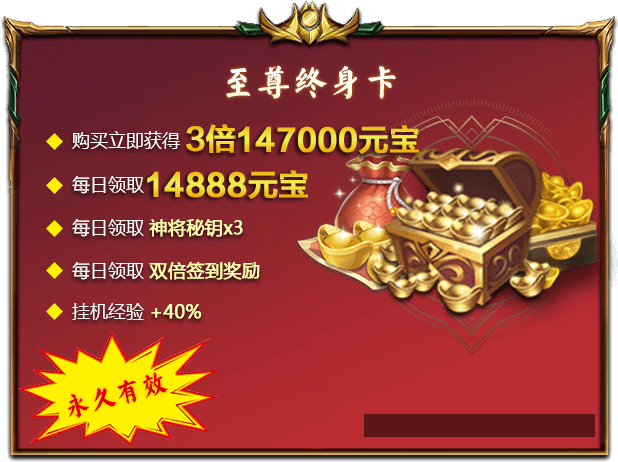 至尊终身卡
购买立即获得 3倍147000元宝
每日领取 14888元宝
每日领取 神将秘钥x3
每日领取 双倍签到奖励
挂机经验 +40%
永久有效